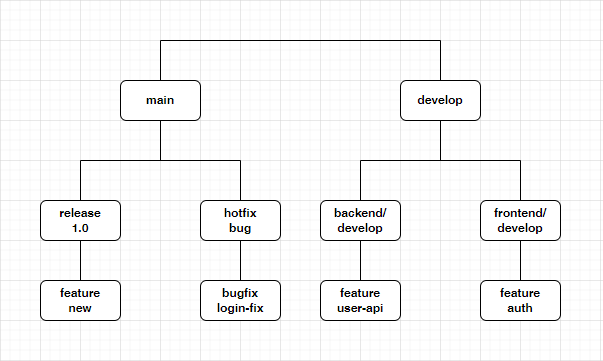 main
develop
release
1.0
hotfix
bug
backend/
develop
frontend/
develop
feature
new
bugfix
login-fix
feature
user-api
feature
auth